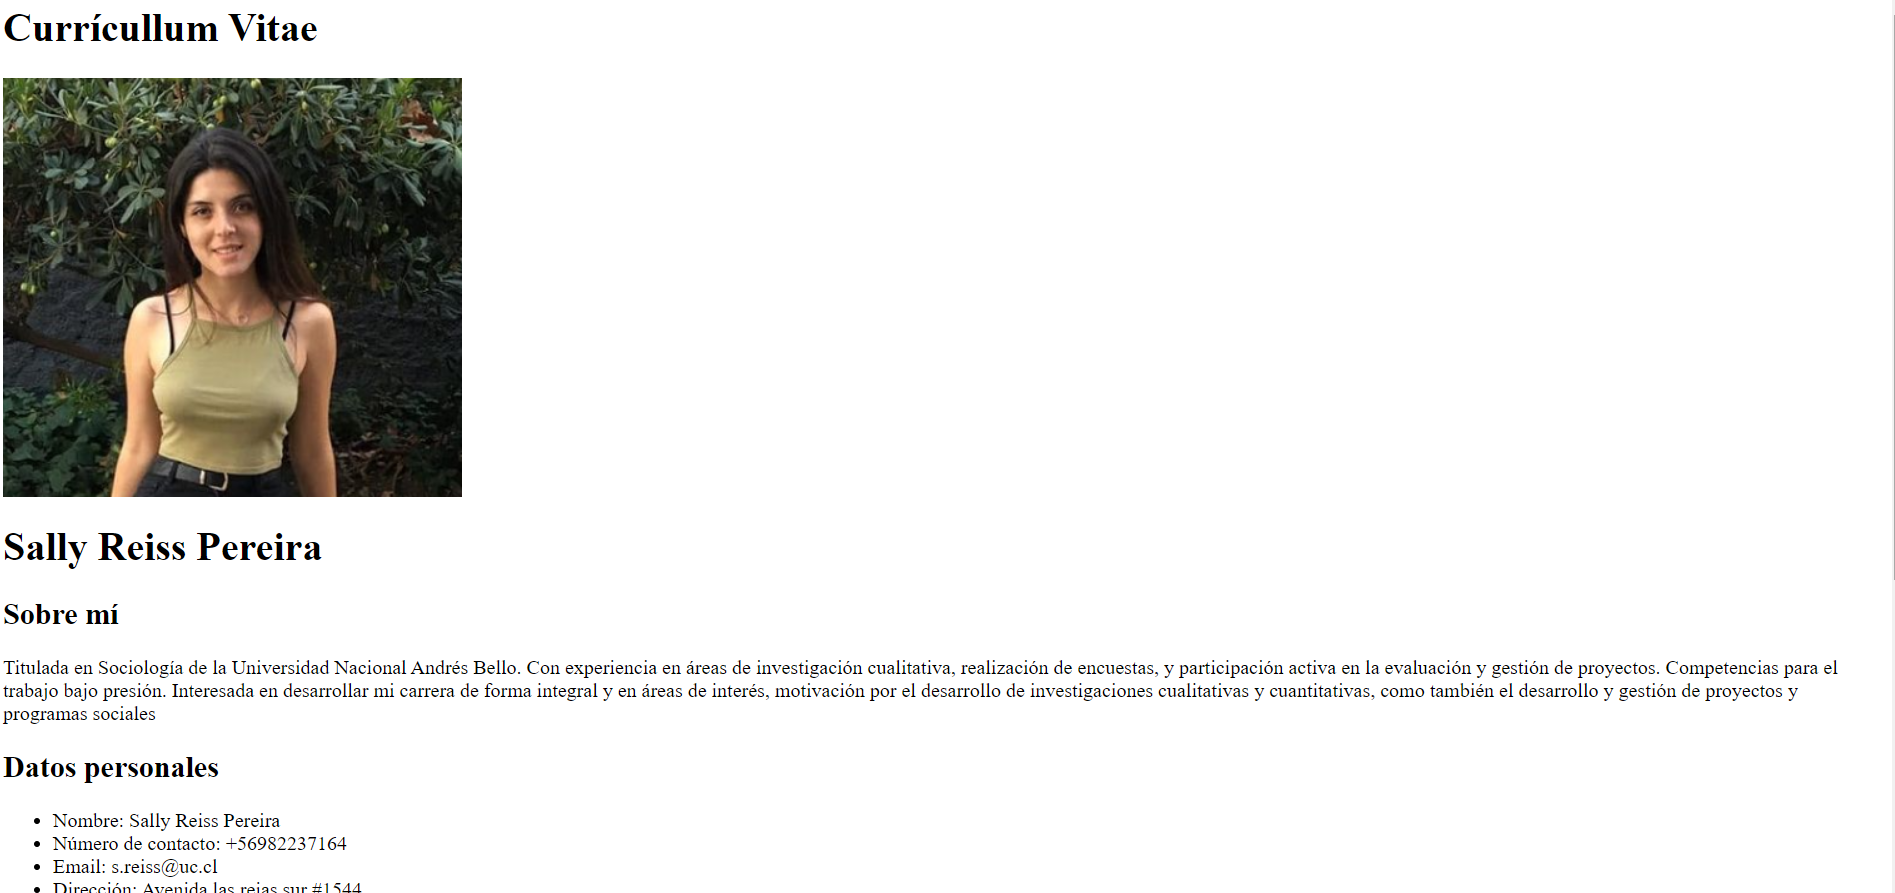 Currícullum Vitae
Sally Reiss Pereira
Sobre mí
Titulada en Sociología de la Universidad Nacional Andrés Bello. Con experiencia en áreas de investigación cualitativa, realización de encuestas, y participación activa en la evaluación y gestión de proyectos. Competencias para el
trabajo bajo presión. Interesada en desarrollar mi carrera de forma integral y en áreas de interés, motivación por el desarrollo de investigaciones cualitativas y cuantitativas, como también el desarrollo y gestión de proyectos y
programas sociales
Datos personales
• Nombre: Sally Reiss Pereira
• Número de contacto: +56982237164
• Email: s.reiss@uc.cl
• Dirección: Avenida las rejas sur #1544